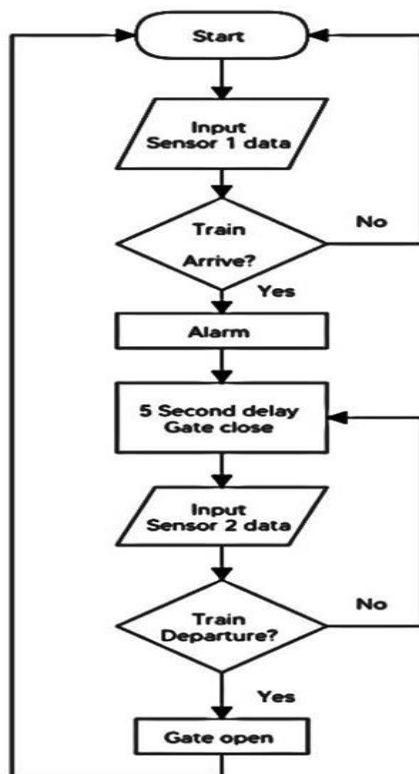 Start
Input
Sensor 1 data
Train
Arrive?
No
Yes
Alarm
5 Second delay
Gate close
Input
Sensor 2 data
Train
Departure?
No
Yes
Gate open